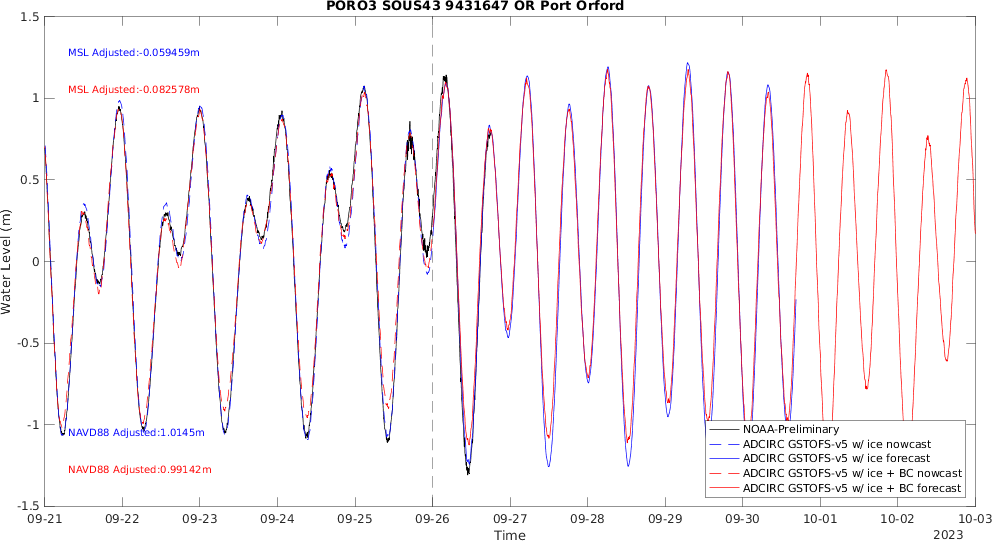 PORO3 SOUS43 9431647 OR Port Orford
1.5
1
0.5
0
-0.5
-1
-1.5
Water Level (m)
MSL Adjusted:-0.059459m
MSL Adjusted:-0.082578m
NAVD88 Adjusted:1.0145m
NAVD88 Adjusted:0.99142m
NOAA-Preliminary
ADCIRC GSTOFS-v5 w/ ice nowcast
ADCIRC GSTOFS-v5 w/ ice forecast
ADCIRC GSTOFS-v5 w/ ice + BC nowcast
ADCIRC GSTOFS-v5 w/ ice + BC forecast
09-21 09-22 09-23 09-24 09-25 09-26 09-27 09-28 09-29 09-30 10-01 10-02 10-03
Time
2023